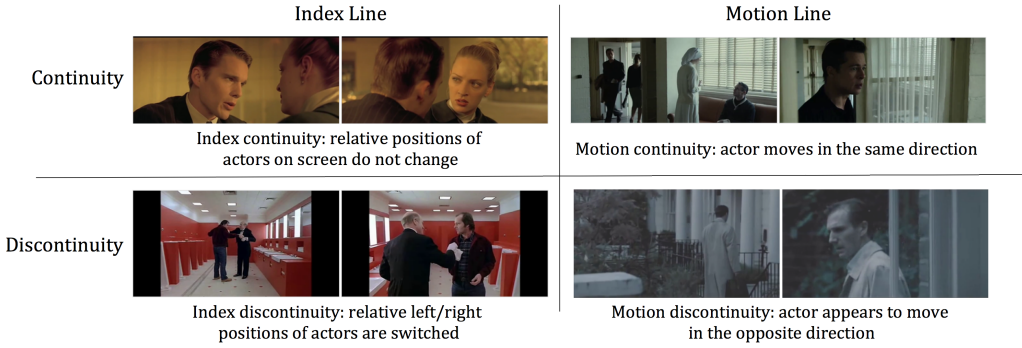 Index Line
Motion Line
Continuity
Index continuity: relative positions of
actors on screen do not change
Motion continuity: actor moves in the same direction
Discontinuity
Index discontinuity: relative left/right
positions of actors are switched
Motion discontinuity: actor appears to move
in the opposite direction